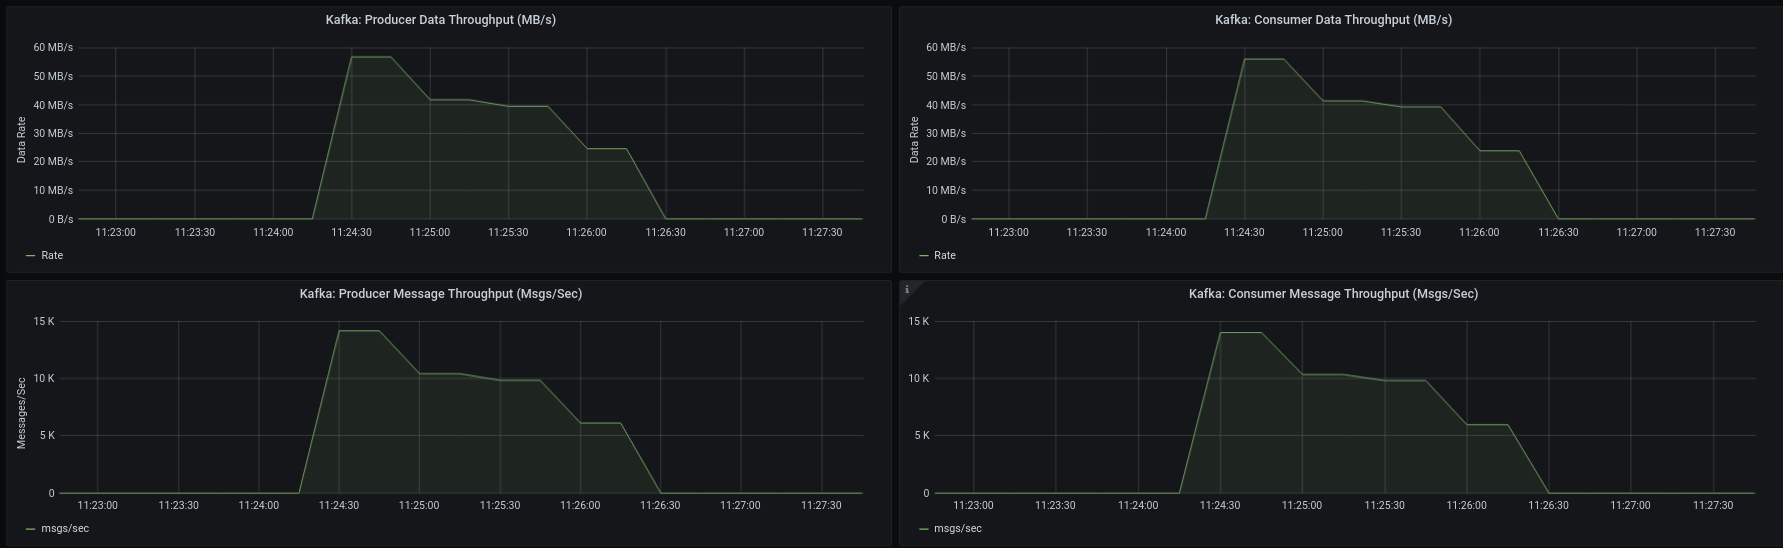 Kafka: Producer Data Throughput (MB/s)
60 MB/s
50 MB/s
40 MB/s
30 MB/s
20 MB/s
10 MB/s
0 B/s
Data Rate
11:23:00 11:23:30 11:24:00 11:24:30 11:25:00 11:25:30 11:26:00 11:26:30 11:27:00 11:27:30
Rate
Kafka: Consumer Data Throughput (MB/s)
60 MB/s
50 MB/s
40 MB/s
30 MB/s
20 MB/s
10 MB/s
0 B/s
Data Rate
11:23:00 11:23:30 11:24:00 11:24:30 11:25:00 11:25:30 11:26:00 11:26:30 11:27:00 11:27:30
Rate
Kafka: Producer Message Throughput (Msgs/Sec)
15 K
10 K
5 K
0
Messages/Sec
11:23:00 11:23:30 11:24:00 11:24:30 11:25:00 11:25:30 11:26:00 11:26:30 11:27:00 11:27:30
msgs/sec
i
Kafka: Consumer Message Throughput (Msgs/Sec)
15 K
10 K
5 K
0
11:23:00 11:23:30 11:24:00 11:24:30 11:25:00 11:25:30 11:26:00 11:26:30 11:27:00 11:27:30
msgs/sec